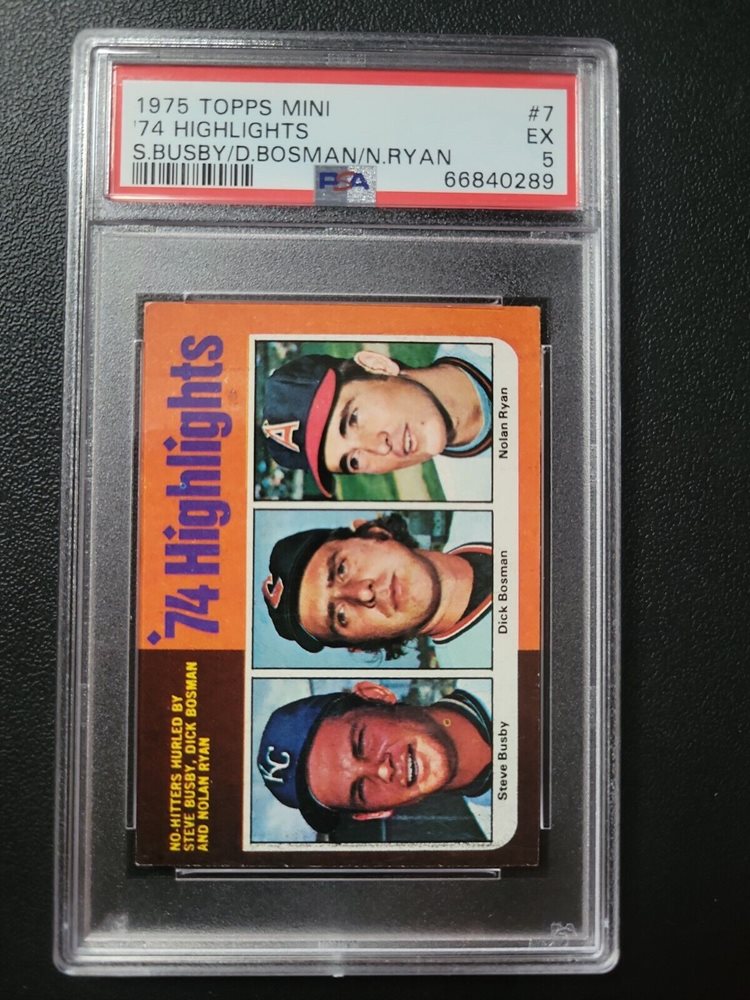 1975 TOPPS MINI #7
'74 HIGHLIGHTS EX
S.BUSBY/D.BOSMAN/N.RYAN 5
PSA 66840289
'74 Highlights
NO-HITTERS HURLED BY
STEVE BUSBY, DICK BOSMAN
AND NOLAN RYAN
KC
Steve Busby
C
Dick Bosman
A
Nolan Ryan